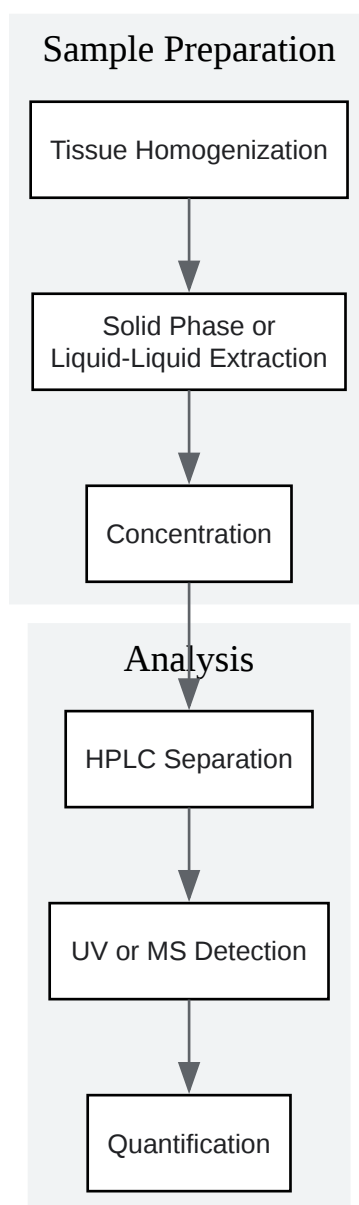 Sample Preparation
Tissue Homogenization
Solid Phase or
Liquid-Liquid Extraction
Concentration
Analysis
HPLC Separation
UV or MS Detection
Quantification